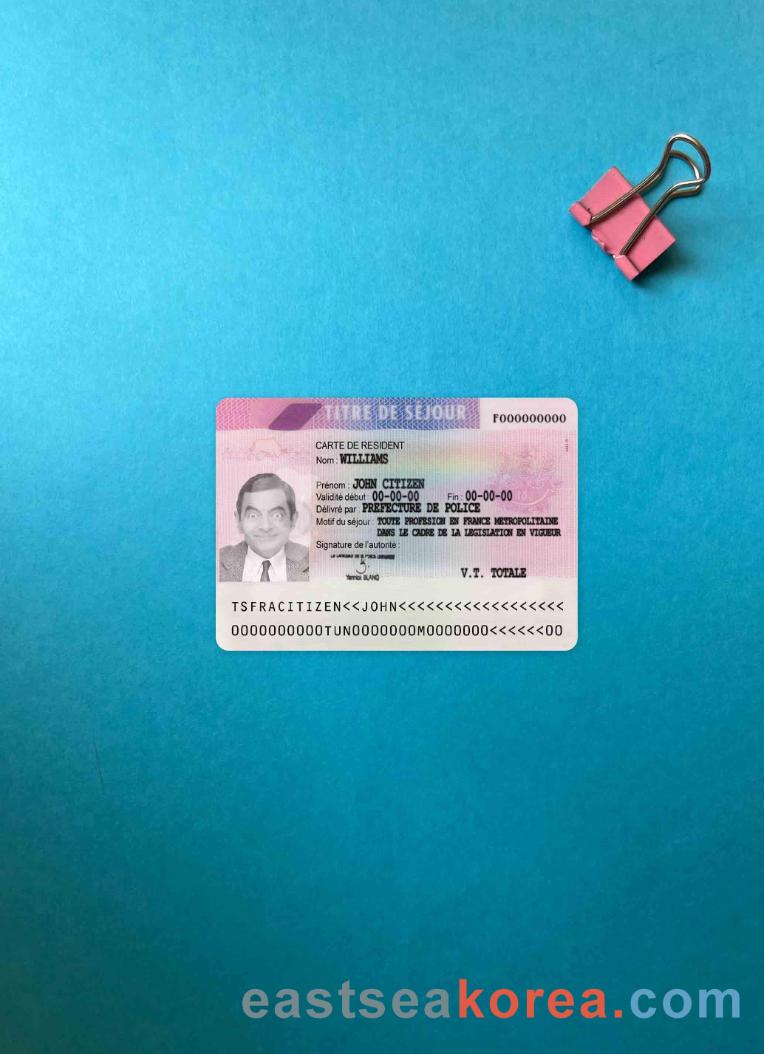 TITRE DE SÉJOUR
F000000000
CARTE DE RESIDENT
Nom : WILLIAMS
Prénom : JOHN CITIZEN
Validité début : 00-00-00 Fin : 00-00-00
Délivré par : PREFECTURE DE POLICE
Motif du séjour : TOUTE PROFESION EN FRANCE METROPOLITAINE
DANS LE CADRE DE LA LEGISLATION EN VIGUEUR
Signature de l'autorité :
Yannick BLANC
V.T. TOTALE
TSFRACITIZEN<<JOHN<<<<<<<<<<<<<<<<<<
0000000000TUN0000000M0000000<<<<<<00
eastseakorea.com